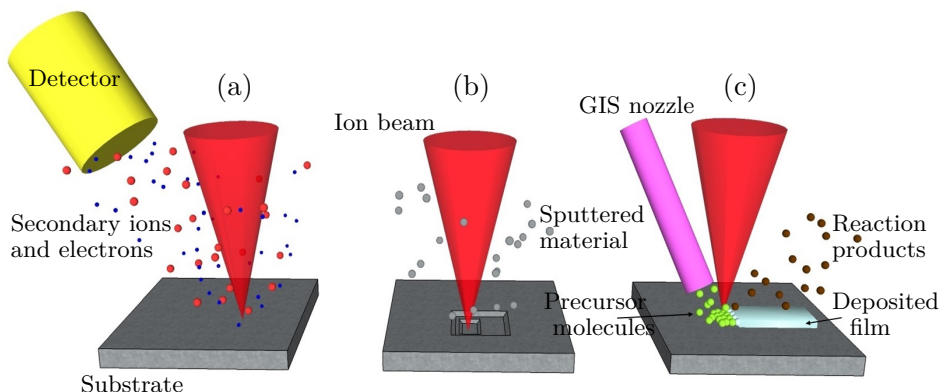 Detector
(a)
(b)
(c)
GIS nozzle
Ion beam
Secondary ions
and electrons
Sputtered
material
Reaction
products
Precursor
molecules
Deposited
film
Substrate